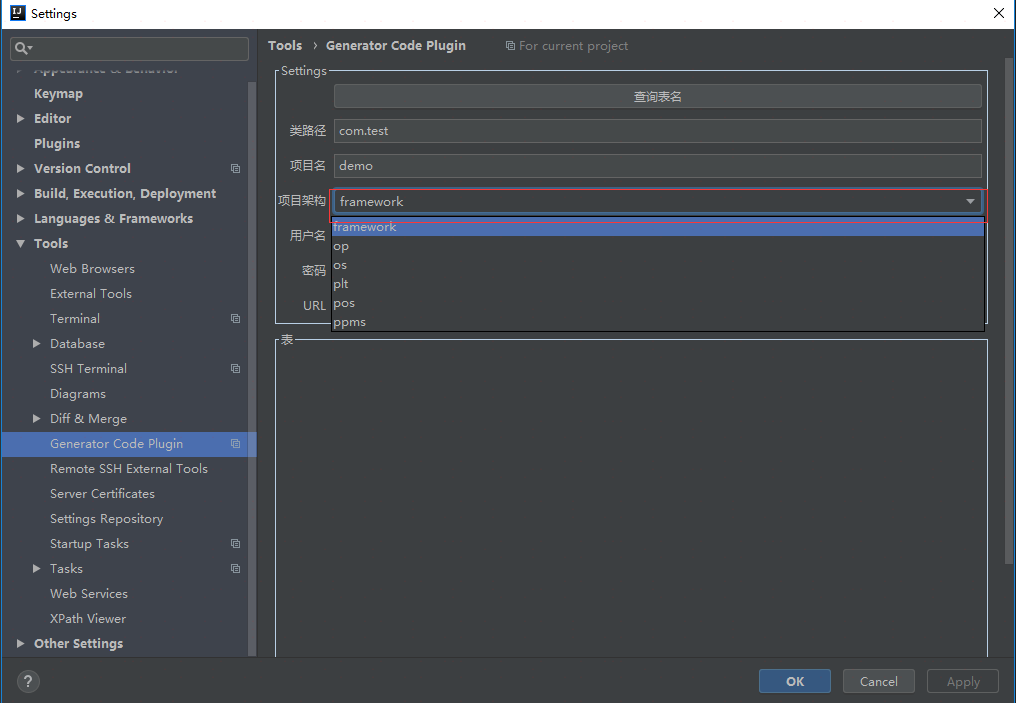 Settings
Appearance & Behavior
Keymap
Editor
Plugins
Version Control
Build, Execution, Deployment
Languages & Frameworks
Tools
Web Browsers
External Tools
Terminal
Database
SSH Terminal
Diagrams
Diff & Merge
Generator Code Plugin
Remote SSH External Tools
Server Certificates
Settings Repository
Startup Tasks
Tasks
Web Services
XPath Viewer
Other Settings
Tools › Generator Code Plugin For current project
Settings
查询表名
类路径 com.test
项目名 demo
项目架构 framework
framework
用户名
op
os
密码
plt
pos
URL
ppms
表
?
OK Cancel Apply